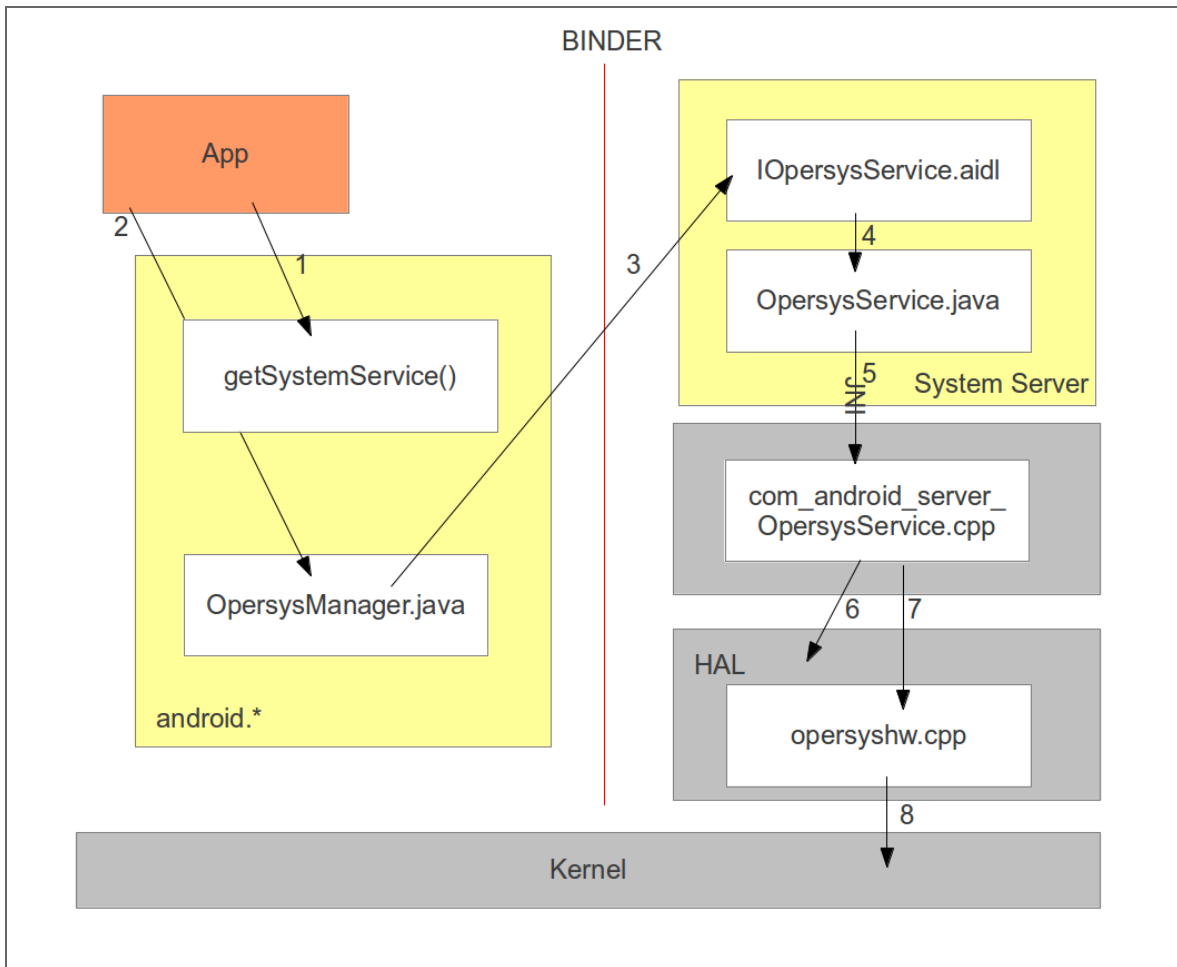 BINDER
App
2
1
getSystemService()
OpersysManager.java
android.*
3
IOpersysService.aidl
4
OpersysService.java
5
JNI
System Server
com_android_server_
OpersysService.cpp
6
7
HAL
opersyshw.cpp
8
Kernel